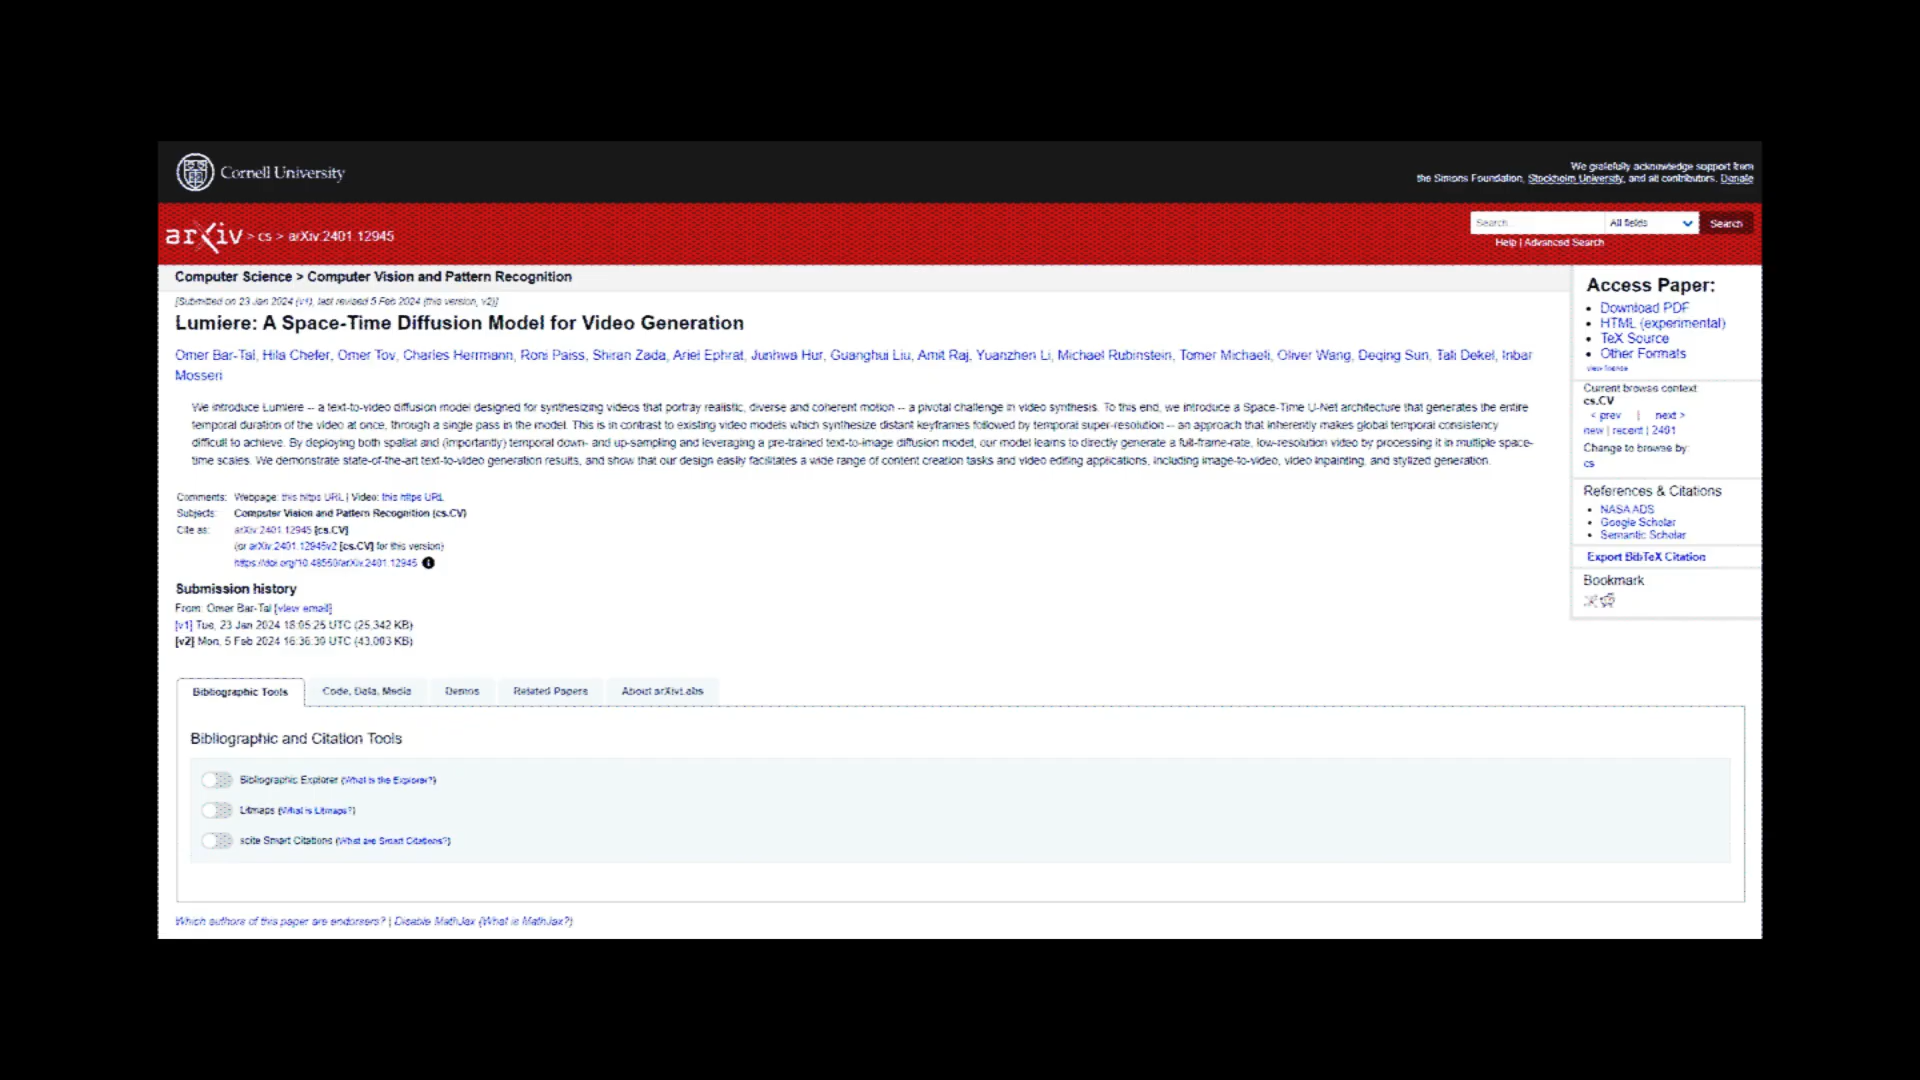 Cornell University
We gratefully acknowledge support from
the Simons Foundation, Stockholm University, and all contributors. Donate
arXiv > cs > arXiv:2401.12945
Search
All fields
Search
Help | Advanced Search
Computer Science > Computer Vision and Pattern Recognition
[Submitted on 23 Jan 2024 (v1), last revised 5 Feb 2024 (this version, v2)]
Lumiere: A Space-Time Diffusion Model for Video Generation
Omer Bar-Tal, Hila Chefer, Omer Tov, Charles Herrmann, Roni Paiss, Shiran Zada, Ariel Ephrat, Junhwa Hur, Guanghui Liu, Amit Raj, Yuanzhen Li, Michael Rubinstein, Tomer Michaeli, Oliver Wang, Deqing Sun, Tali Dekel, Inbar
Mosseri
We introduce Lumiere -- a text-to-video diffusion model designed for synthesizing videos that portray realistic, diverse and coherent motion -- a pivotal challenge in video synthesis. To this end, we introduce a Space-Time U-Net architecture that generates the entire
temporal duration of the video at once, through a single pass in the model. This is in contrast to existing video models which synthesize distant keyframes followed by temporal super-resolution -- an approach that inherently makes global temporal consistency
difficult to achieve. By deploying both spatial and (importantly) temporal down- and up-sampling and leveraging a pre-trained text-to-image diffusion model, our model learns to directly generate a full-frame-rate, low-resolution video by processing it in multiple space-
time scales. We demonstrate state-of-the-art text-to-video generation results, and show that our design easily facilitates a wide range of content creation tasks and video editing applications, including image-to-video, video inpainting, and stylized generation.
Comments: Webpage: this https URL | Video: this https URL
Subjects: Computer Vision and Pattern Recognition (cs.CV)
Cite as: arXiv:2401.12945 [cs.CV]
(or arXiv:2401.12945v2 [cs.CV] for this version)
https://doi.org/10.48550/arXiv.2401.12945
Submission history
From: Omer Bar-Tal [view email]
[v1] Tue, 23 Jan 2024 18:05:25 UTC (25,342 KB)
[v2] Mon, 5 Feb 2024 16:36:39 UTC (43,093 KB)
Access Paper:
Download PDF
HTML (experimental)
TeX Source
Other Formats
view license
Current browse context:
cs.CV
< prev | next >
new | recent | 2401
Change to browse by:
cs
References & Citations
NASA ADS
Google Scholar
Semantic Scholar
Export BibTeX Citation
Bookmark
Bibliographic Tools
Code, Data, Media
Demos
Related Papers
About arXivLabs
Bibliographic and Citation Tools
Bibliographic Explorer (What is the Explorer?)
Litmaps (What is Litmaps?)
scite Smart Citations (What are Smart Citations?)
Which authors of this paper are endorsers? | Disable MathJax (What is MathJax?)